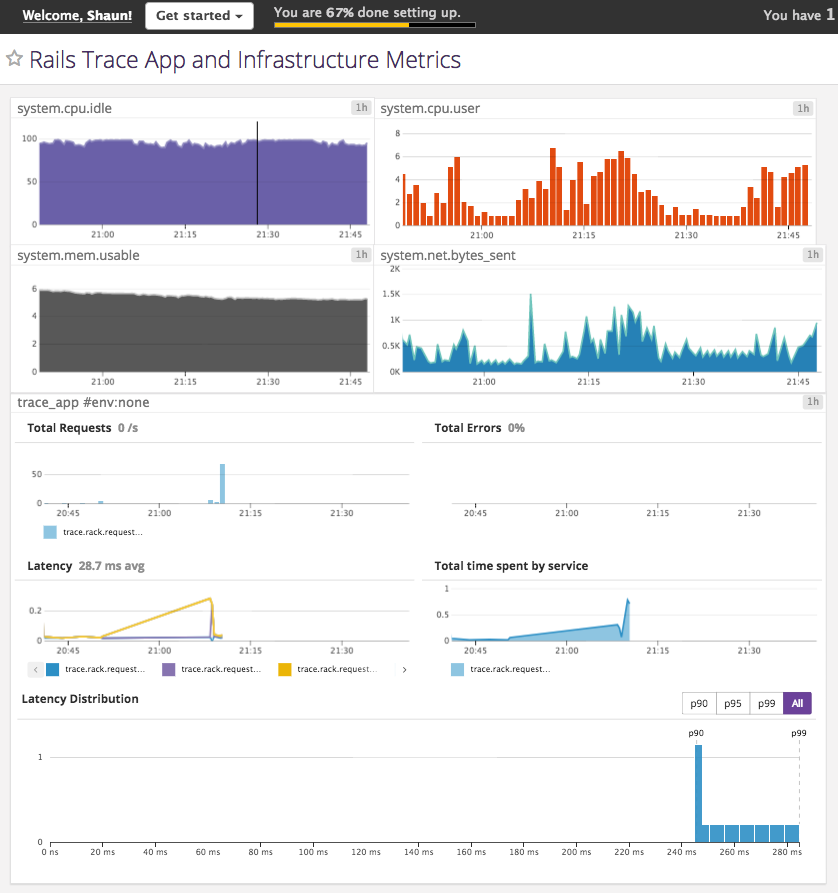 Welcome, Shaun! Get started You are 67% done setting up. You have 1
Rails Trace App and Infrastructure Metrics
system.cpu.idle 1h
100
50
0
21:00 21:15 21:30 21:45
system.cpu.user 1h
8
6
4
2
0
21:00 21:15 21:30 21:45
system.mem.usable 1h
6
4
2
0
21:00 21:15 21:30 21:45
system.net.bytes_sent 1h
2K
1.5K
1K
0.5K
0K
21:00 21:15 21:30 21:45
trace_app #env:none 1h
Total Requests 0 /s
50
0
20:45 21:00 21:15 21:30
trace.rack.request...
Total Errors 0%
20:45 21:00 21:15 21:30
Latency 28.7 ms avg
0.2
0
20:45 21:00 21:15 21:30
trace.rack.request... trace.rack.request... trace.rack.request...
Total time spent by service
1
0.5
0
20:45 21:00 21:15 21:30
trace.rack.request...
Latency Distribution p90 p95 p99 All
p90 p99
1
0
0 ns 20 ms 40 ms 60 ms 80 ms 100 ms 120 ms 140 ms 160 ms 180 ms 200 ms 220 ms 240 ms 260 ms 280 ms